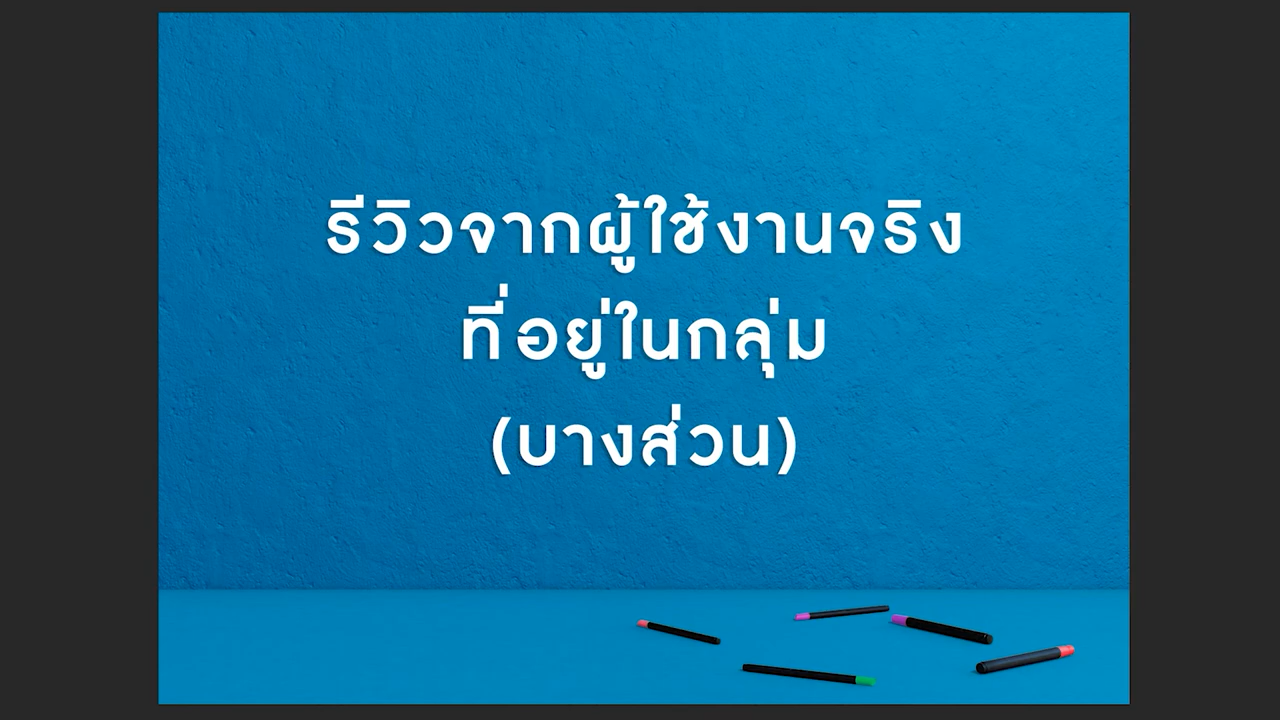 รีวิวจากผู้ใช้งานจริง
ที่อยู่ในกลุ่ม
(บางส่วน)